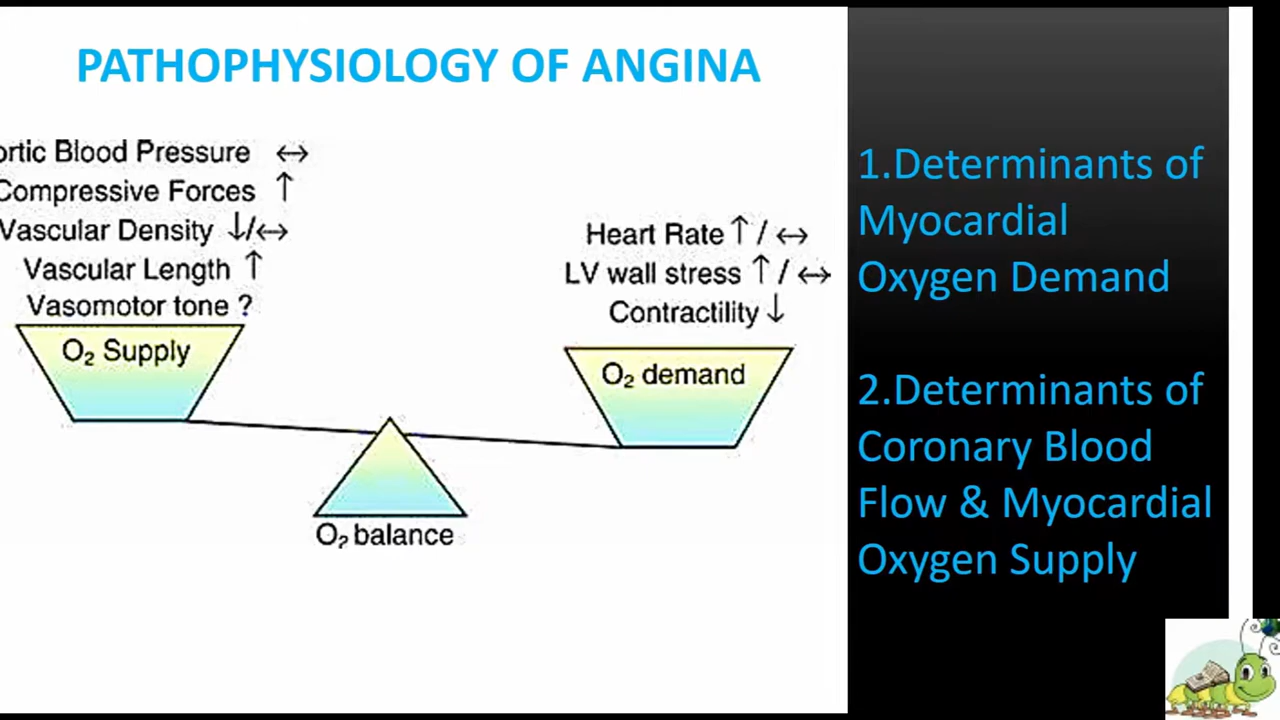 PATHOPHYSIOLOGY OF ANGINA
ortic Blood Pressure ↔
Compressive Forces ↑
Vascular Density ↓/↔
Vascular Length ↑
Vasomotor tone ?
O₂ Supply
Heart Rate ↑ / ↔
LV wall stress ↑ / ↔
Contractility ↓
O₂ demand
O₂ balance
1.Determinants of
Myocardial
Oxygen Demand
2.Determinants of
Coronary Blood
Flow & Myocardial
Oxygen Supply